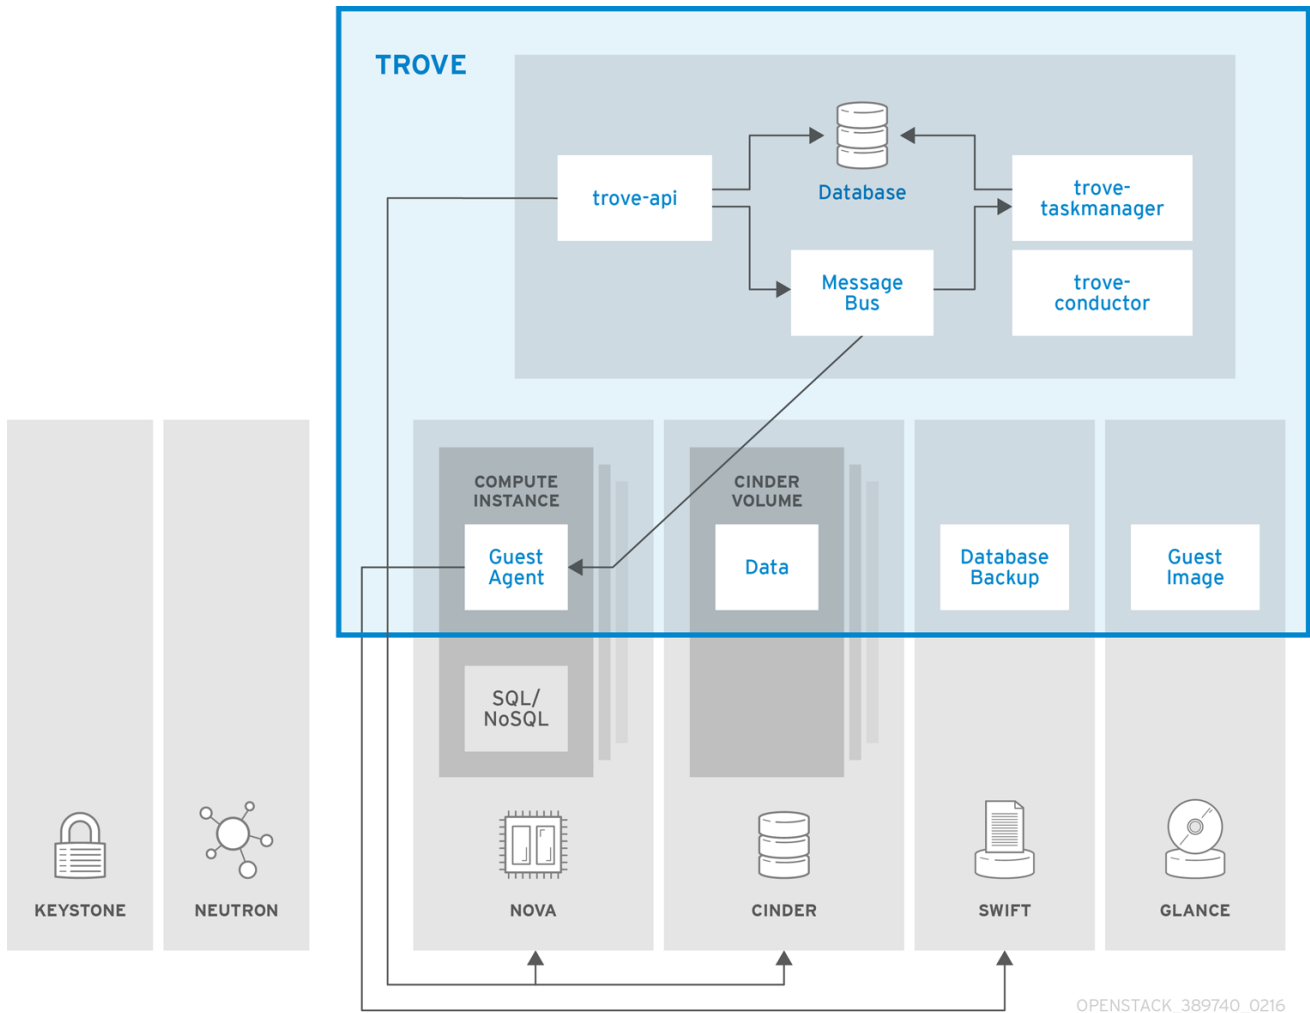 TROVE
trove-api
Database
trove-
taskmanager
Message
Bus
trove-
conductor
COMPUTE
INSTANCE
Guest
Agent
SQL/
NoSQL
CINDER
VOLUME
Data
Database
Backup
Guest
Image
KEYSTONE
NEUTRON
NOVA
CINDER
SWIFT
GLANCE
OPENSTACK_389740_0216